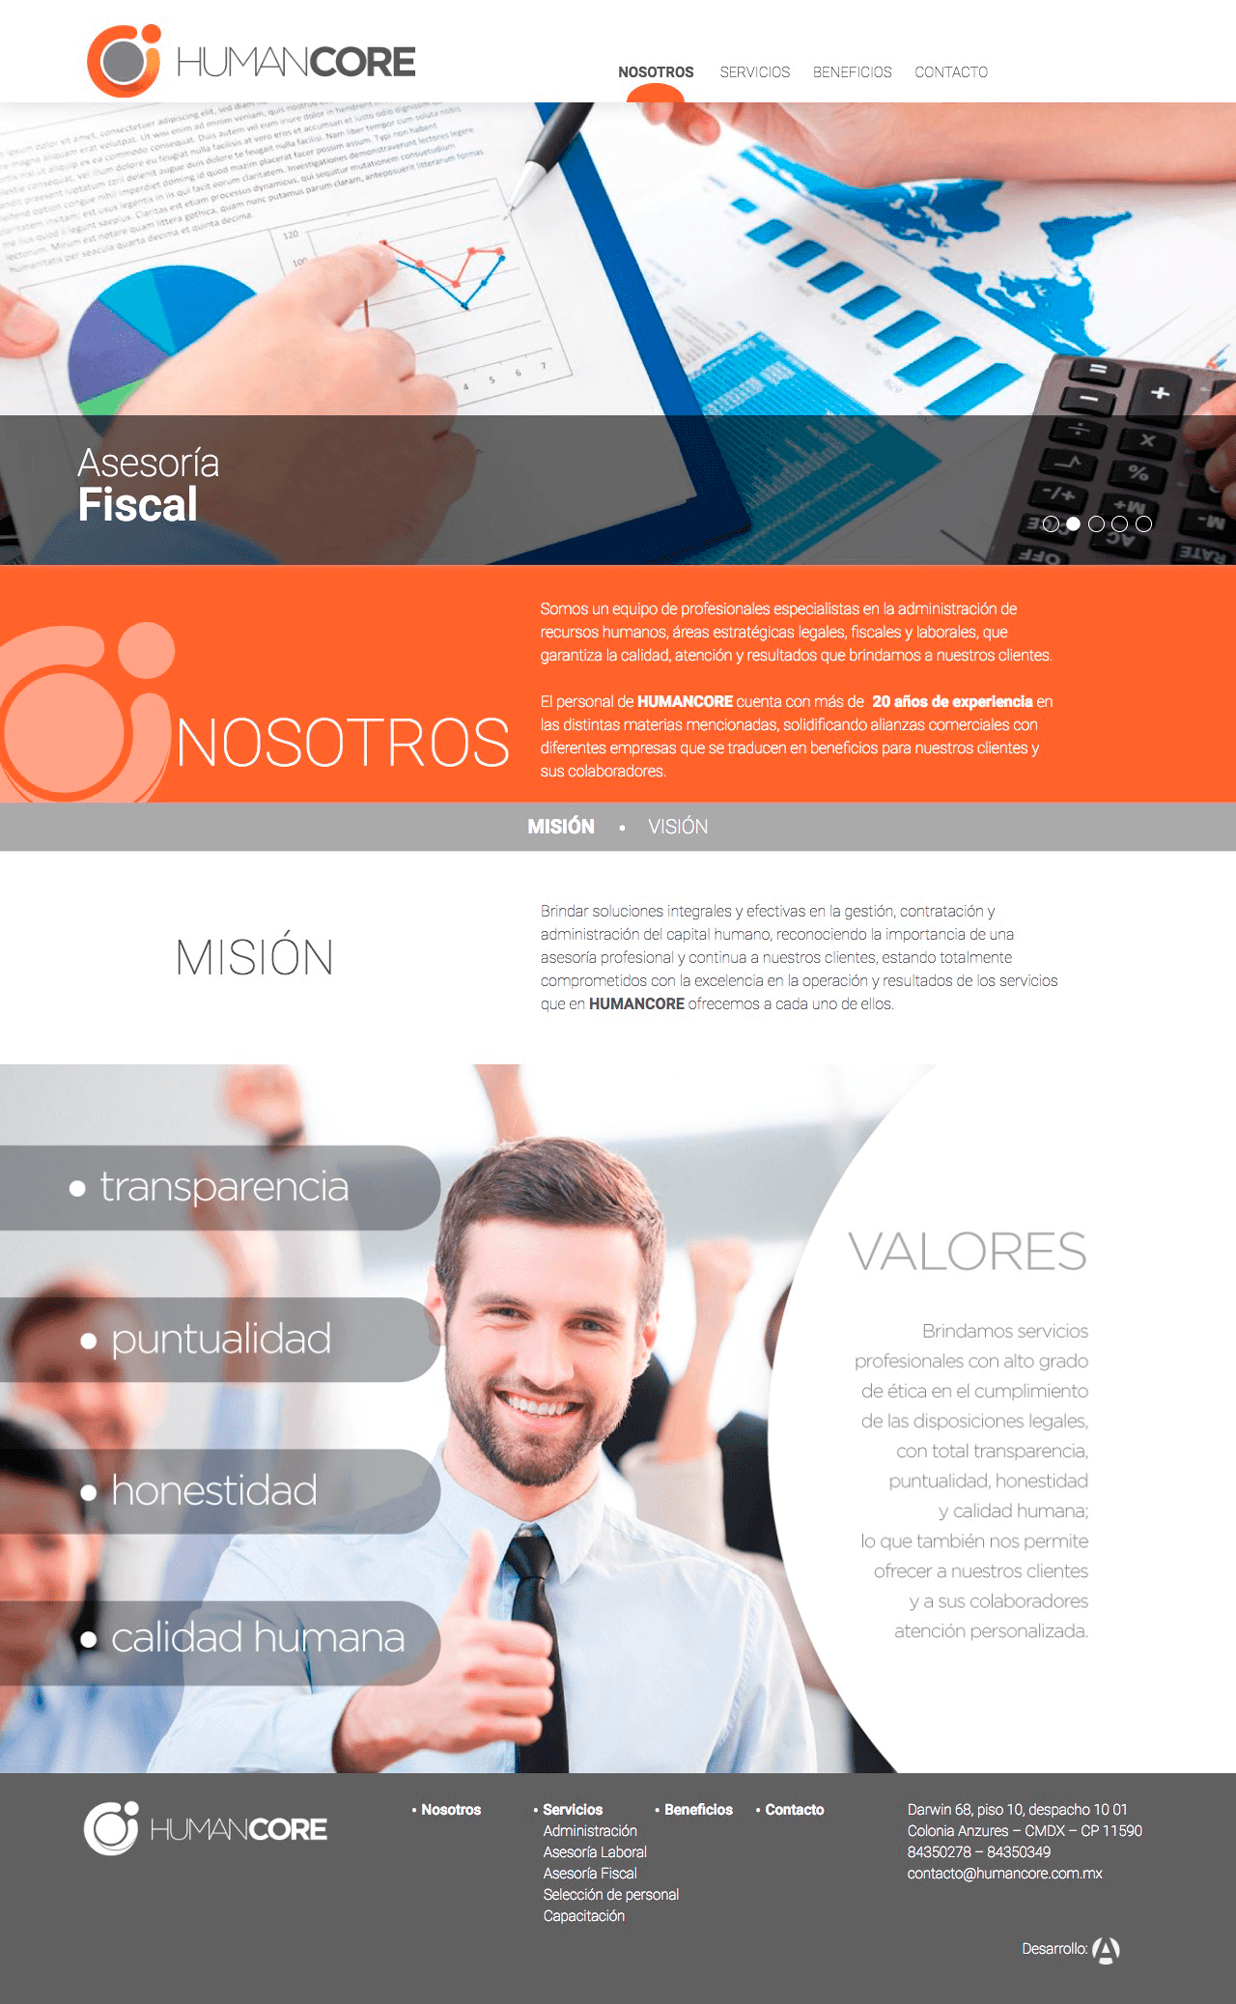 HUMANCORE
NOSOTROS
SERVICIOS
BENEFICIOS
CONTACTO
120
100
4 5 6 7
Asesoría
Fiscal
NOSOTROS
Somos un equipo de profesionales especialistas en la administración de
recursos humanos, áreas estratégicas legales, fiscales y laborales, que
garantiza la calidad, atención y resultados que brindamos a nuestros clientes.
El personal de HUMANCORE cuenta con más de 20 años de experiencia en
las distintas materias mencionadas, solidificando alianzas comerciales con
diferentes empresas que se traducen en beneficios para nuestros clientes y
sus colaboradores.
MISIÓN • VISIÓN
MISIÓN
Brindar soluciones integrales y efectivas en la gestión, contratación y
administración del capital humano, reconociendo la importancia de una
asesoría profesional y continua a nuestros clientes, estando totalmente
comprometidos con la excelencia en la operación y resultados de los servicios
que en HUMANCORE ofrecemos a cada uno de ellos.
• transparencia
• puntualidad
• honestidad
• calidad humana
VALORES
Brindamos servicios
profesionales con alto grado
de ética en el cumplimiento
de las disposiciones legales,
con total transparencia,
puntualidad, honestidad
y calidad humana;
lo que también nos permite
ofrecer a nuestros clientes
y a sus colaboradores
atención personalizada.
HUMANCORE
• Nosotros
• Servicios
Administración
Asesoría Laboral
Asesoría Fiscal
Selección de personal
Capacitación
• Beneficios
• Contacto
Darwin 68, piso 10, despacho 10 01
Colonia Anzures – CMDX – CP 11590
84350278 – 84350349
contacto@humancore.com.mx
Desarrollo: